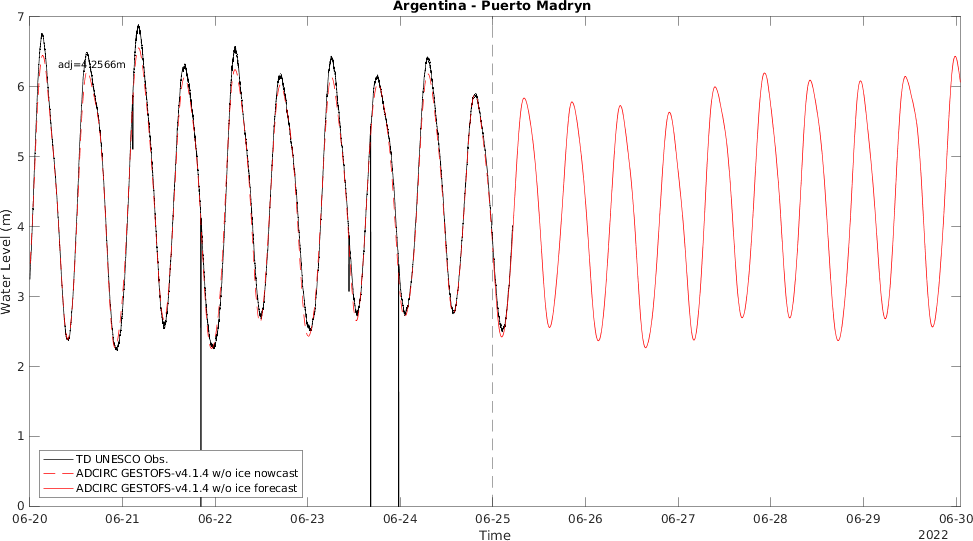 Argentina - Puerto Madryn
7
adj=4.2566m
6
5
4
3
2
1
0
Water Level (m)
TD UNESCO Obs.
ADCIRC GESTOFS-v4.1.4 w/o ice nowcast
ADCIRC GESTOFS-v4.1.4 w/o ice forecast
06-20 06-21 06-22 06-23 06-24 06-25 06-26 06-27 06-28 06-29 06-30
Time
2022